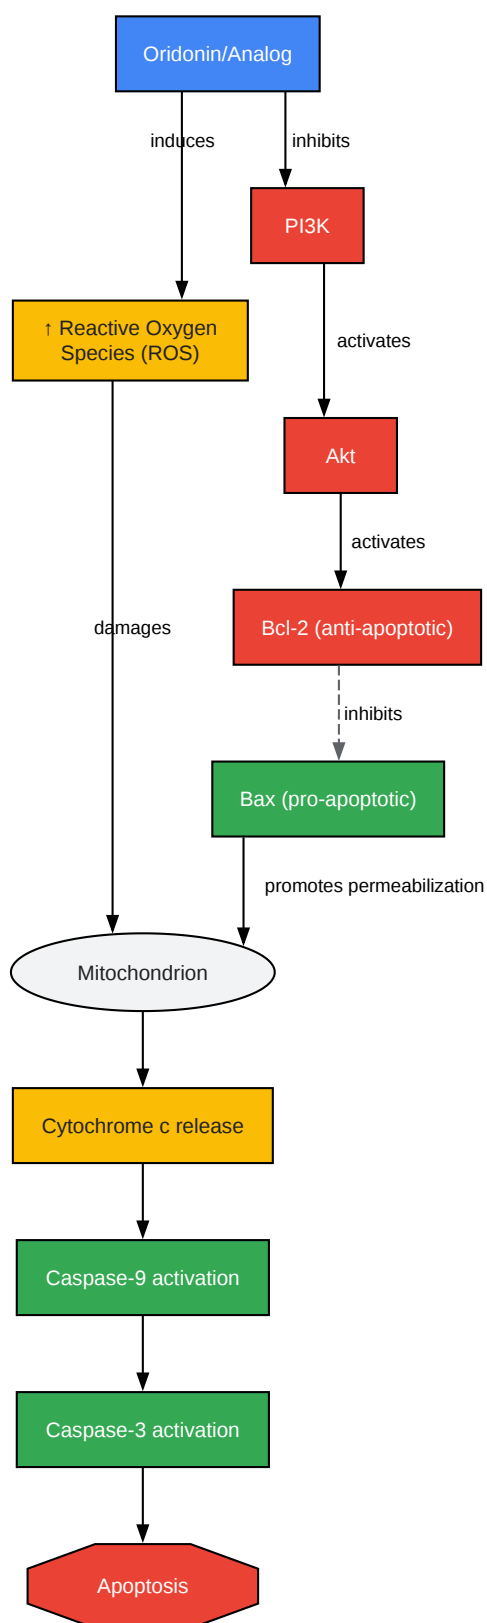 Oridonin/Analog
induces
inhibits
PI3K
↑ Reactive Oxygen
Species (ROS)
activates
Akt
activates
damages
Bcl-2 (anti-apoptotic)
inhibits
Bax (pro-apoptotic)
promotes permeabilization
Mitochondrion
Cytochrome c release
Caspase-9 activation
Caspase-3 activation
Apoptosis